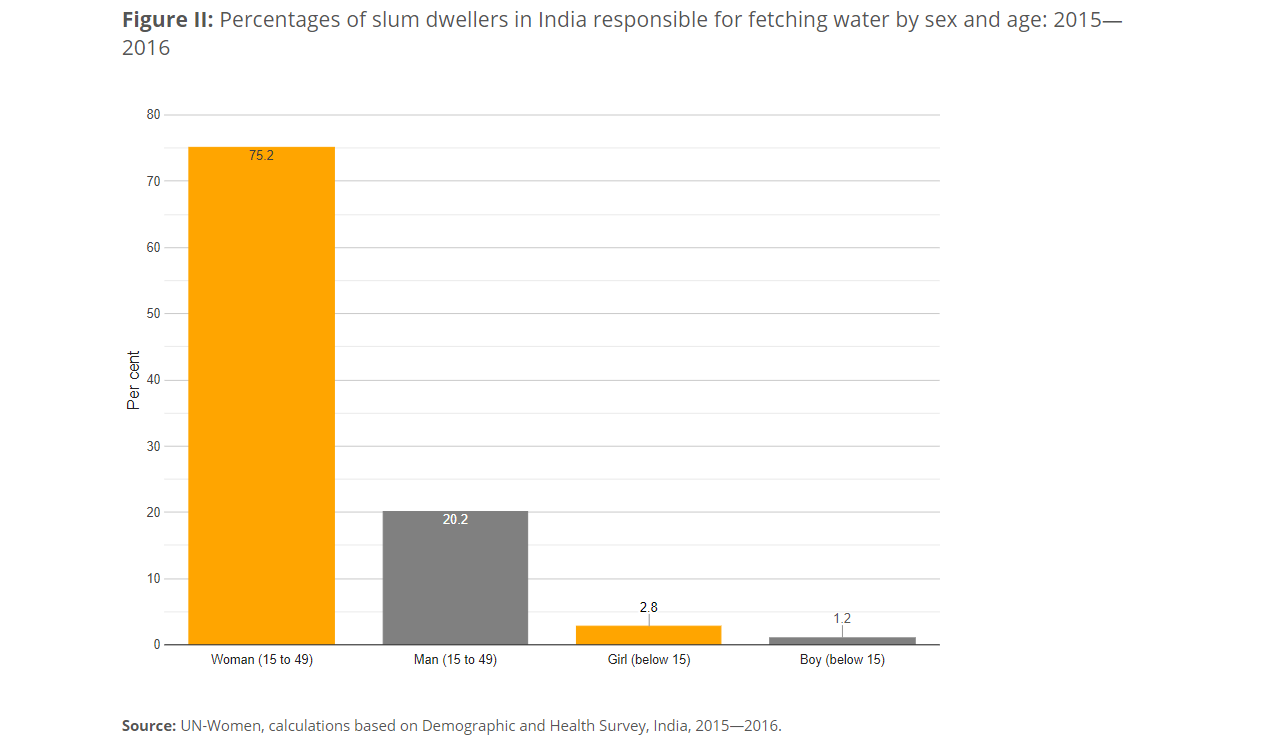 Figure II: Percentages of slum dwellers in India responsible for fetching water by sex and age: 2015—
2016
80
70
60
50
40
30
20
10
0
Per cent
75.2
20.2
2.8
1.2
Woman (15 to 49)
Man (15 to 49)
Girl (below 15)
Boy (below 15)
Source: UN-Women, calculations based on Demographic and Health Survey, India, 2015—2016.